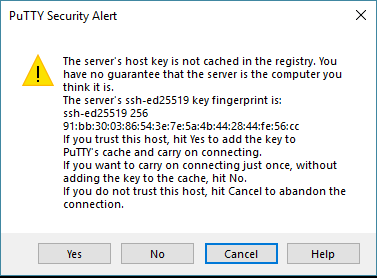 PuTTY Security Alert
The server's host key is not cached in the registry. You
have no guarantee that the server is the computer you
think it is.
The server's ssh-ed25519 key fingerprint is:
ssh-ed25519 256
91:bb:30:03:86:54:3e:7e:5a:4b:44:28:44:fe:56:cc
If you trust this host, hit Yes to add the key to
PuTTY's cache and carry on connecting.
If you want to carry on connecting just once, without
adding the key to the cache, hit No.
If you do not trust this host, hit Cancel to abandon the
connection.
Yes No Cancel Help